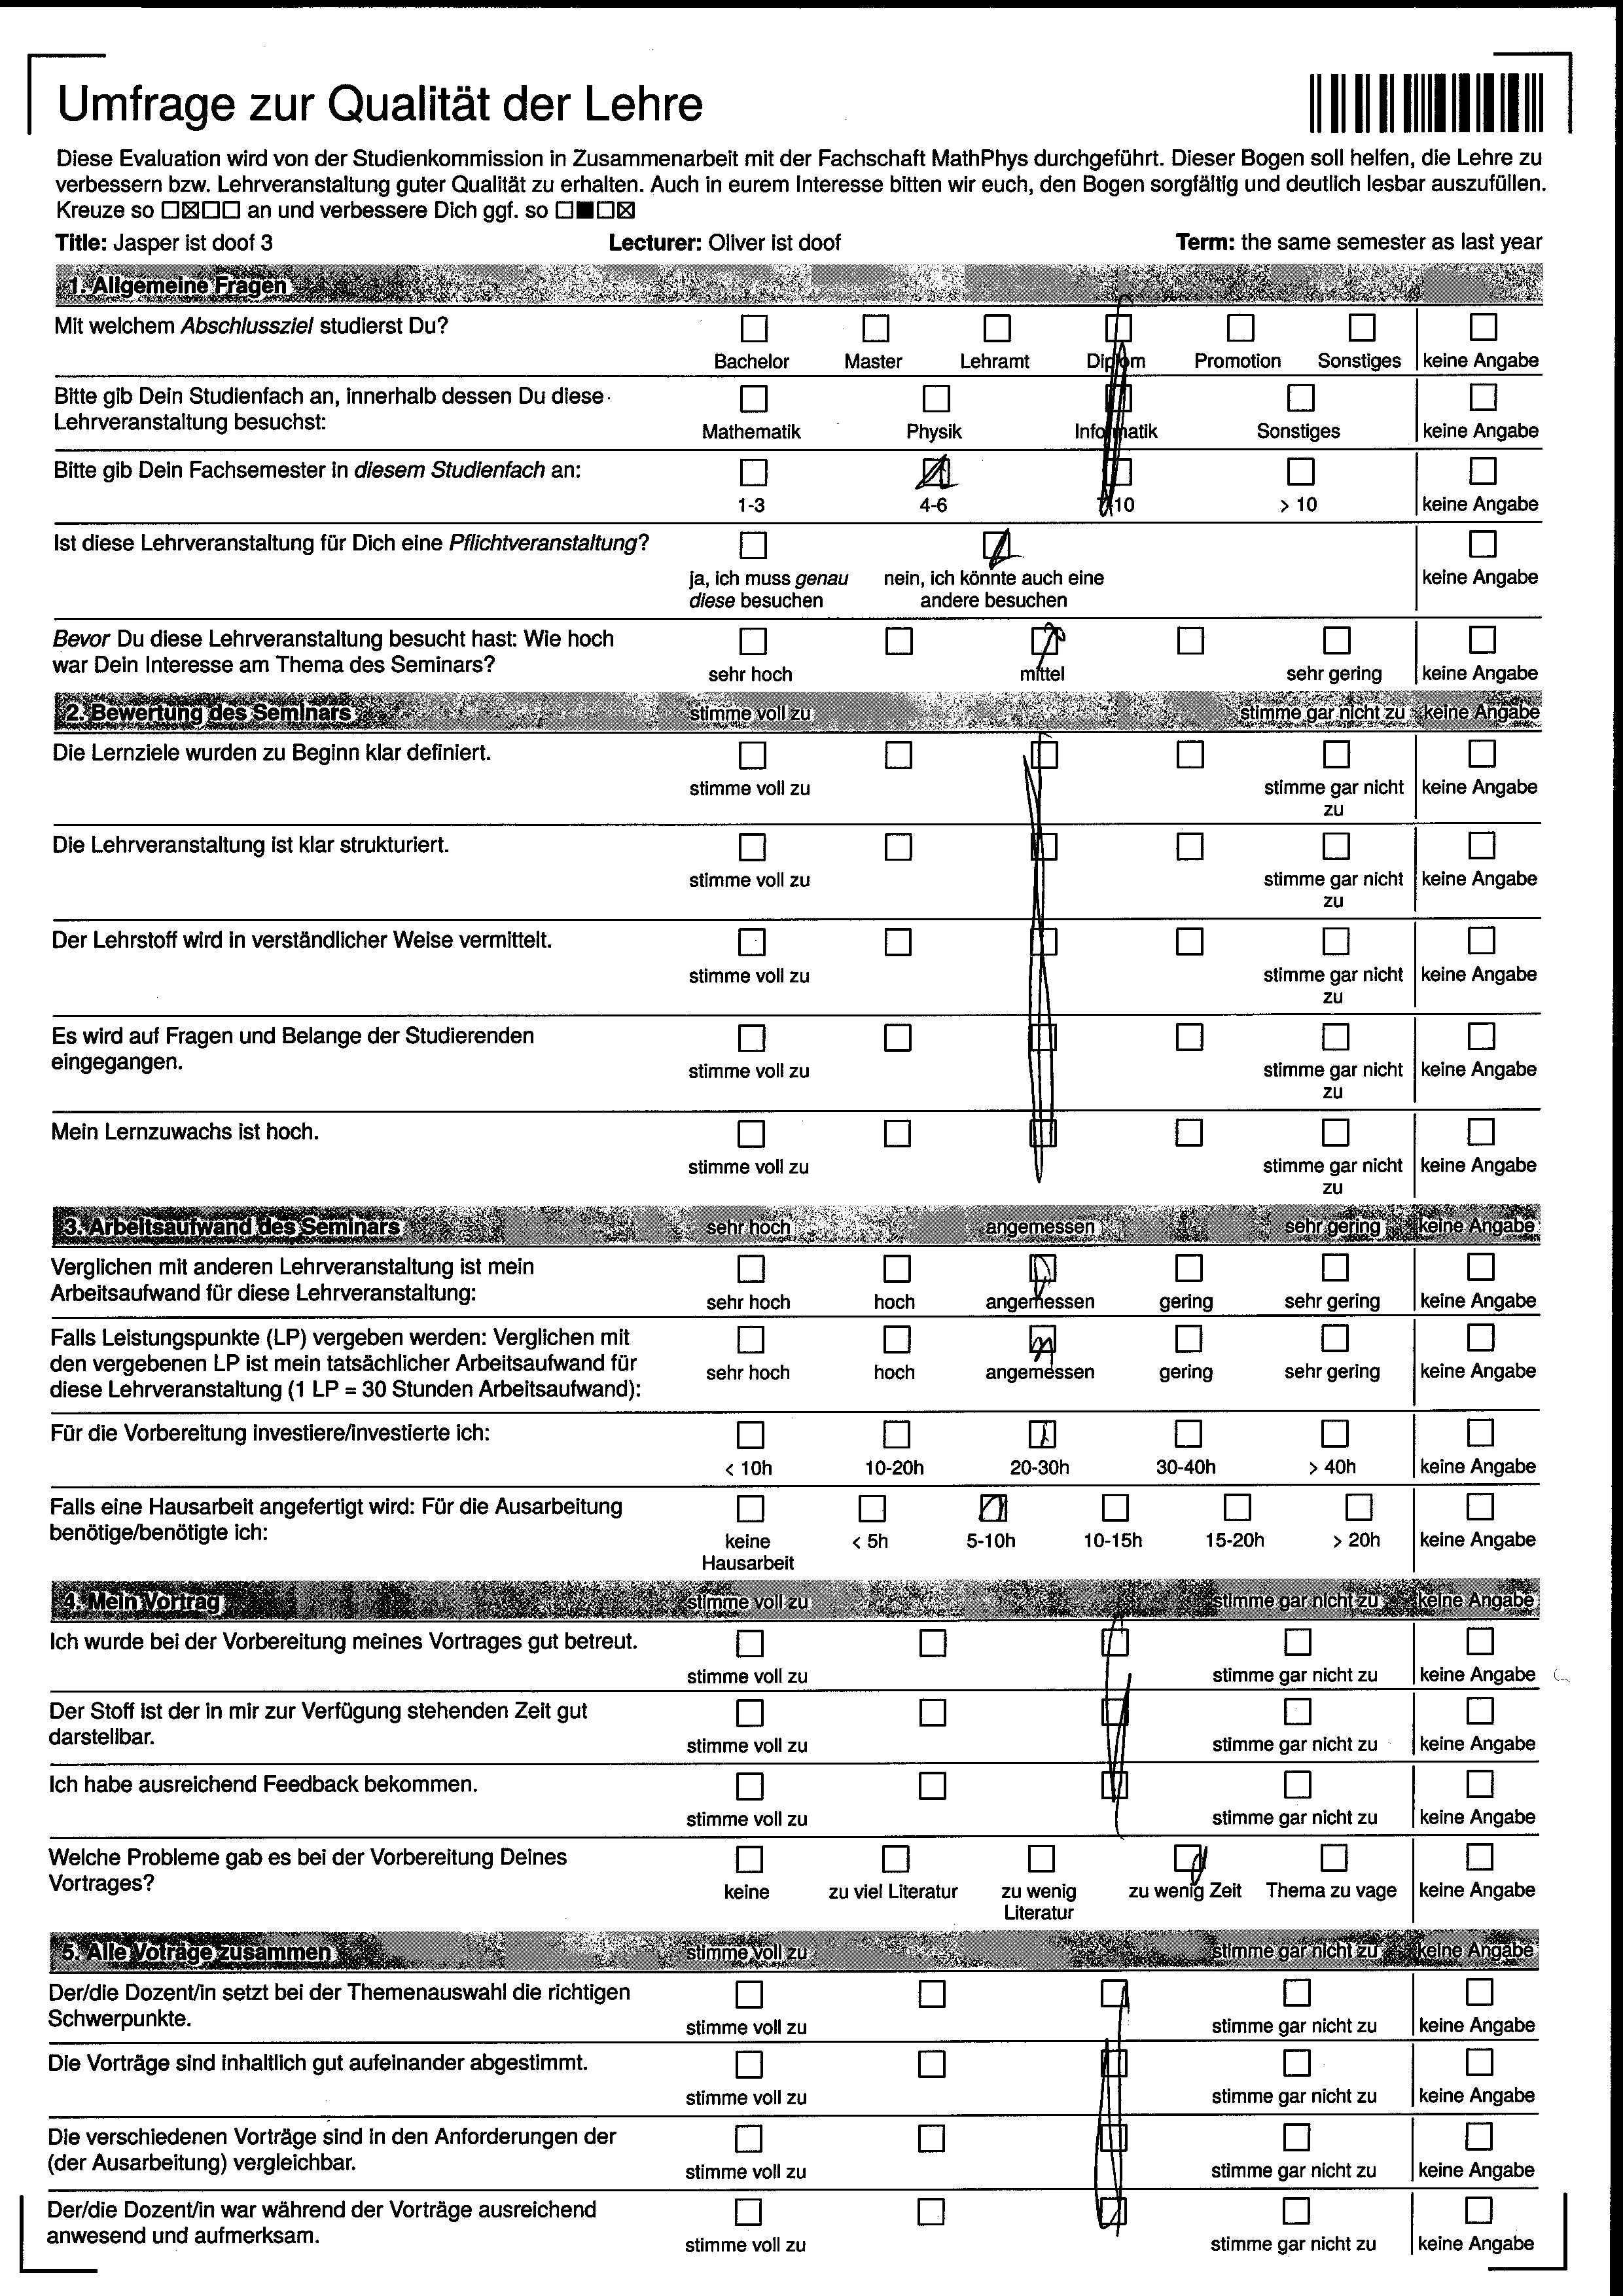 Umfrage zur Qualität der Lehre
Diese Evaluation wird von der Studienkommission in Zusammenarbeit mit der Fachschaft MathPhys durchgeführt. Dieser Bogen soll helfen, die Lehre zu
verbessern bzw. Lehrveranstaltung guter Qualität zu erhalten. Auch in eurem Interesse bitten wir euch, den Bogen sorgfältig und deutlich lesbar auszufüllen.
Kreuze so ☐☒☐☐ an und verbessere Dich ggf. so ☐■☐☒
Title: Jasper ist doof 3 Lecturer: Oliver ist doof Term: the same semester as last year
1. Allgemeine Fragen
Mit welchem Abschlussziel studierst Du?
Bachelor Master Lehramt Diplom Promotion Sonstiges keine Angabe
Bitte gib Dein Studienfach an, innerhalb dessen Du diese
Lehrveranstaltung besuchst:
Mathematik Physik Informatik Sonstiges keine Angabe
Bitte gib Dein Fachsemester in diesem Studienfach an:
1-3 4-6 7-10 > 10 keine Angabe
Ist diese Lehrveranstaltung für Dich eine Pflichtveranstaltung?
ja, ich muss genau nein, ich könnte auch eine keine Angabe
diese besuchen andere besuchen
Bevor Du diese Lehrveranstaltung besucht hast: Wie hoch
war Dein Interesse am Thema des Seminars?
sehr hoch mittel sehr gering keine Angabe
2. Bewertung des Seminars stimme voll zu stimme gar nicht zu keine Angabe
Die Lernziele wurden zu Beginn klar definiert.
stimme voll zu stimme gar nicht keine Angabe
zu
Die Lehrveranstaltung ist klar strukturiert.
stimme voll zu stimme gar nicht keine Angabe
zu
Der Lehrstoff wird in verständlicher Weise vermittelt.
stimme voll zu stimme gar nicht keine Angabe
zu
Es wird auf Fragen und Belange der Studierenden
eingegangen.
stimme voll zu stimme gar nicht keine Angabe
zu
Mein Lernzuwachs ist hoch.
stimme voll zu stimme gar nicht keine Angabe
zu
3. Arbeitsaufwand des Seminars sehr hoch angemessen sehr gering keine Angabe
Verglichen mit anderen Lehrveranstaltung ist mein
Arbeitsaufwand für diese Lehrveranstaltung:
sehr hoch hoch angemessen gering sehr gering keine Angabe
Falls Leistungspunkte (LP) vergeben werden: Verglichen mit
den vergebenen LP ist mein tatsächlicher Arbeitsaufwand für
diese Lehrveranstaltung (1 LP = 30 Stunden Arbeitsaufwand):
sehr hoch hoch angemessen gering sehr gering keine Angabe
Für die Vorbereitung investiere/investierte ich:
< 10h 10-20h 20-30h 30-40h > 40h keine Angabe
Falls eine Hausarbeit angefertigt wird: Für die Ausarbeitung
benötige/benötigte ich:
keine < 5h 5-10h 10-15h 15-20h > 20h keine Angabe
Hausarbeit
4. Mein Vortrag stimme voll zu stimme gar nicht zu keine Angabe
Ich wurde bei der Vorbereitung meines Vortrages gut betreut.
stimme voll zu stimme gar nicht zu keine Angabe
Der Stoff ist der in mir zur Verfügung stehenden Zeit gut
darstellbar.
stimme voll zu stimme gar nicht zu keine Angabe
Ich habe ausreichend Feedback bekommen.
stimme voll zu stimme gar nicht zu keine Angabe
Welche Probleme gab es bei der Vorbereitung Deines
Vortrages?
keine zu viel Literatur zu wenig zu wenig Zeit Thema zu vage keine Angabe
Literatur
5. Alle Voträge zusammen stimme voll zu stimme gar nicht zu keine Angabe
Der/die Dozent/in setzt bei der Themenauswahl die richtigen
Schwerpunkte.
stimme voll zu stimme gar nicht zu keine Angabe
Die Vorträge sind inhaltlich gut aufeinander abgestimmt.
stimme voll zu stimme gar nicht zu keine Angabe
Die verschiedenen Vorträge sind in den Anforderungen der
(der Ausarbeitung) vergleichbar.
stimme voll zu stimme gar nicht zu keine Angabe
Der/die Dozent/in war während der Vorträge ausreichend
anwesend und aufmerksam.
stimme voll zu stimme gar nicht zu keine Angabe